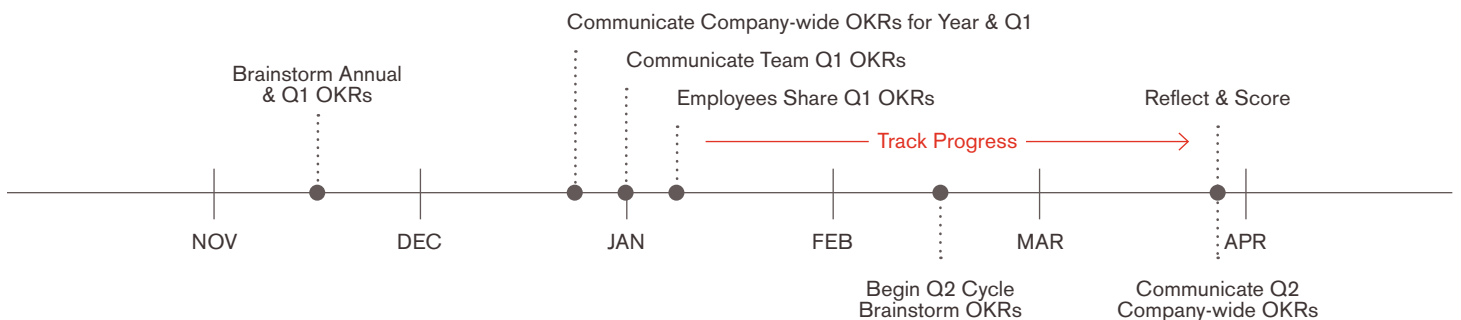 Communicate Company-wide OKRs for Year & Q1
Communicate Team Q1 OKRs
Brainstorm Annual
& Q1 OKRs
Employees Share Q1 OKRs
Reflect & Score
Track Progress
NOV
DEC
JAN
FEB
MAR
APR
Begin Q2 Cycle
Brainstorm OKRs
Communicate Q2
Company-wide OKRs